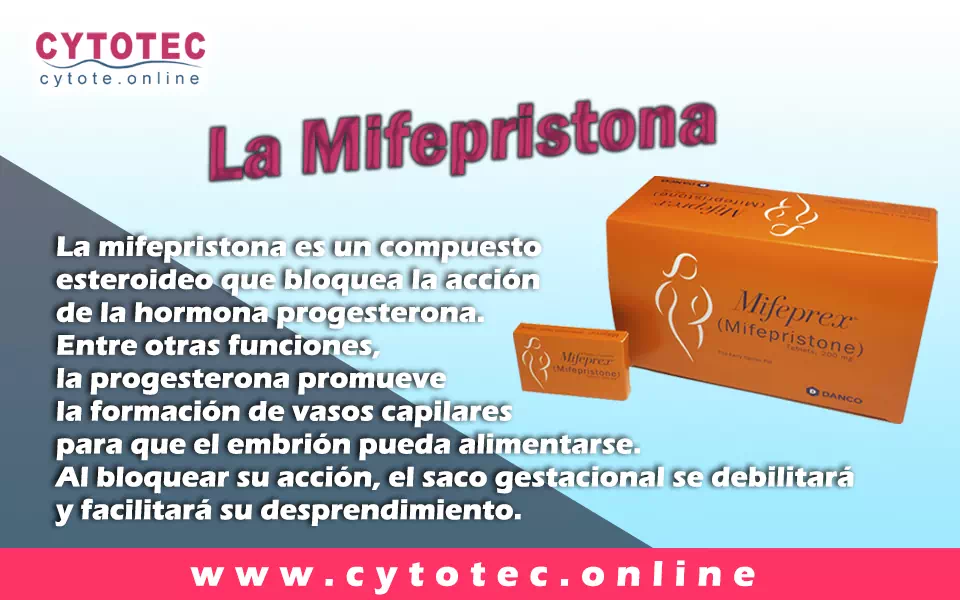 CYTOTEC
cytote.online
La Mifepristona
La mifepristona es un compuesto
esteroideo que bloquea la acción
de la hormona progesterona.
Entre otras funciones,
la progesterona promueve
la formación de vasos capilares
para que el embrión pueda alimentarse.
Al bloquear su acción, el saco gestacional se debilitará
y facilitará su desprendimiento.
DANCO
Mifeprex
(Mifepristone)
Mifeprex
(Mifepristone)
Tablets, 200 mg
DANCO
Mifeprex
(Mifepristone)
www.cytotec.online